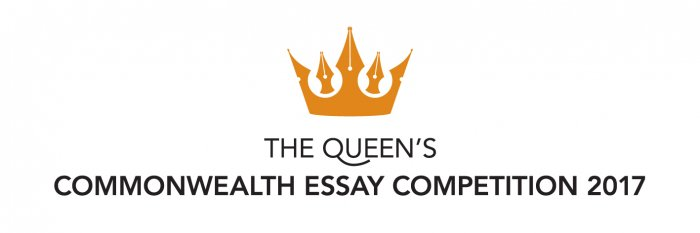 THE QUEEN'S
COMMONWEALTH ESSAY COMPETITION 2017